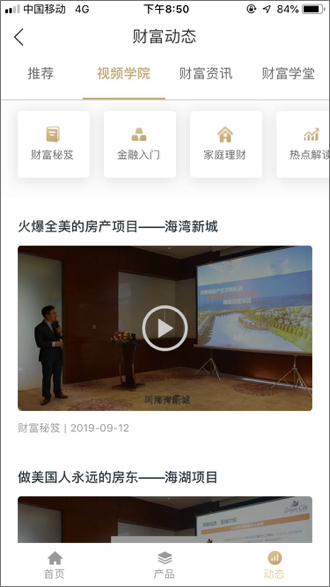 中国移动 4G 下午8:50 84%
财富动态
推荐 视频学院 财富资讯 财富学堂
财富秘笈 金融入门 家庭理财 热点解读
火爆全美的房产项目——海湾新城
财富秘笈 | 2019-09-12
做美国人永远的房东——海湖项目
首页 产品 动态